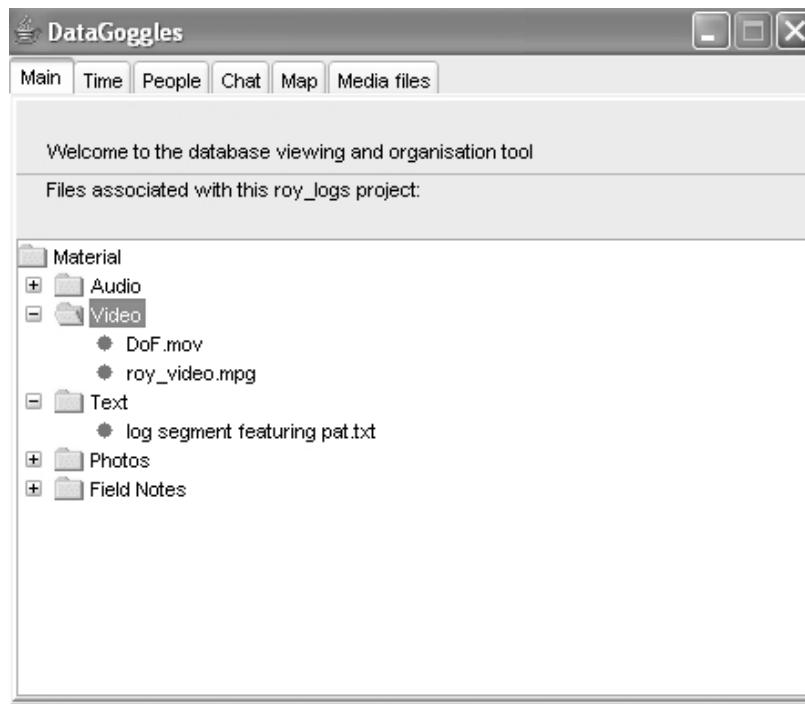 DataGoggles
Main Time People Chat Map Media files
Welcome to the database viewing and organisation tool
Files associated with this roy_logs project:
Material
Audio
Video
DoF.mov
roy_video.mpg
Text
log segment featuring pat.txt
Photos
Field Notes